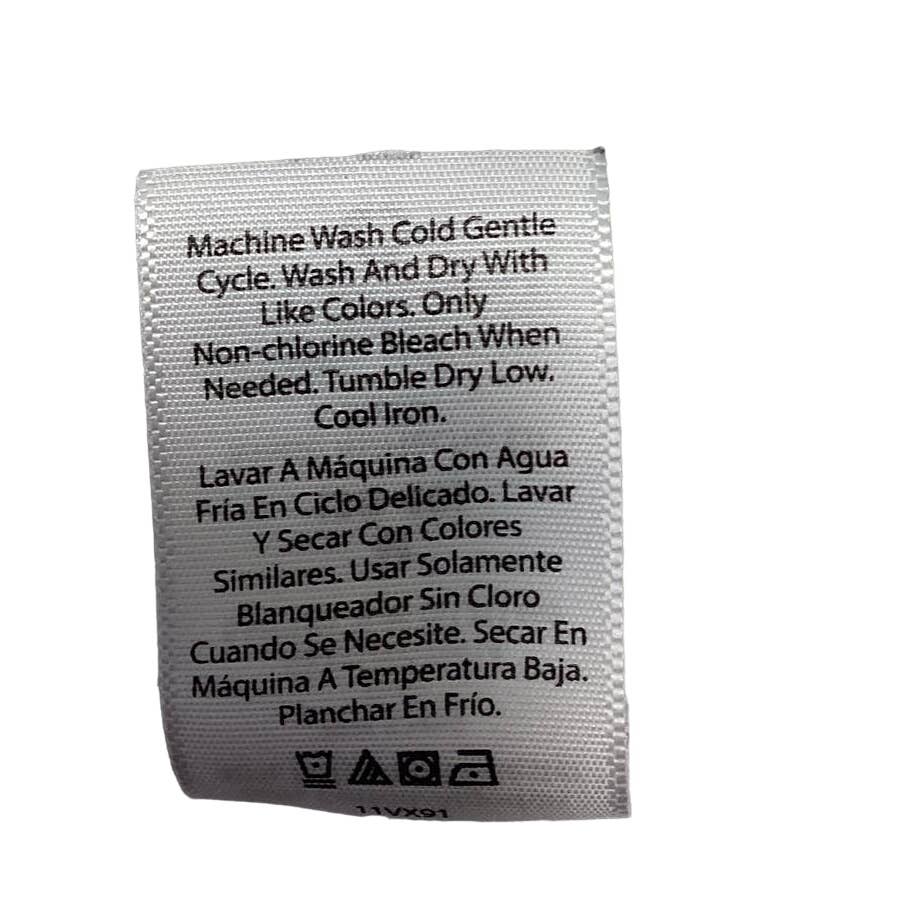 Machine Wash Cold Gentle
Cycle. Wash And Dry With
Like Colors. Only
Non-chlorine Bleach When
Needed. Tumble Dry Low.
Cool Iron.
Lavar A Máquina Con Agua
Fría En Ciclo Delicado. Lavar
Y Secar Con Colores
Similares. Usar Solamente
Blanqueador Sin Cloro
Cuando Se Necesite. Secar En
Máquina A Temperatura Baja.
Planchar En Frío.
11VX91